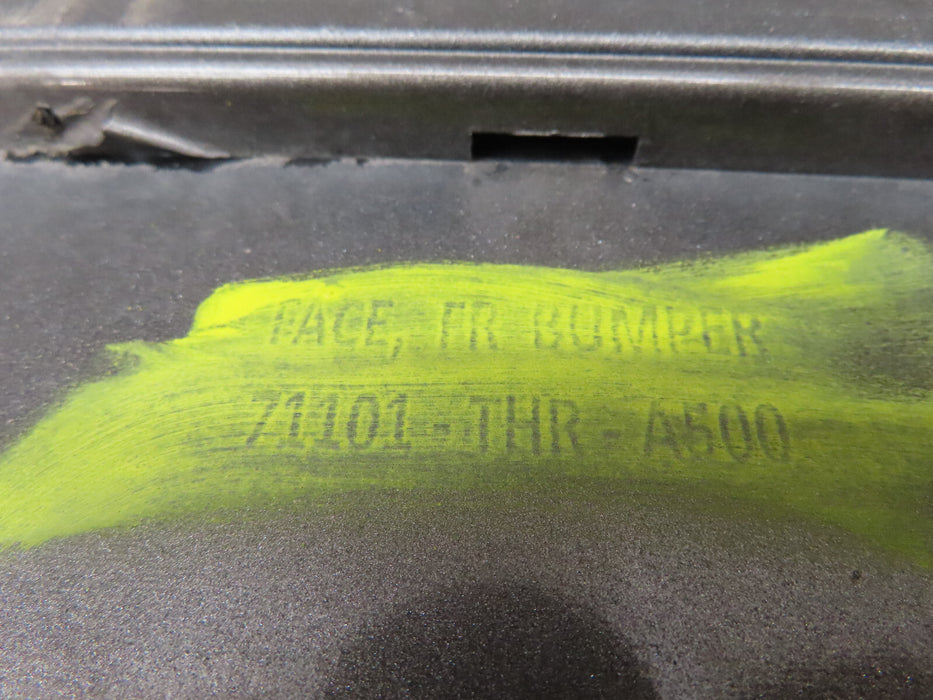 FACE, FR BUMPER
71101-THR-A500